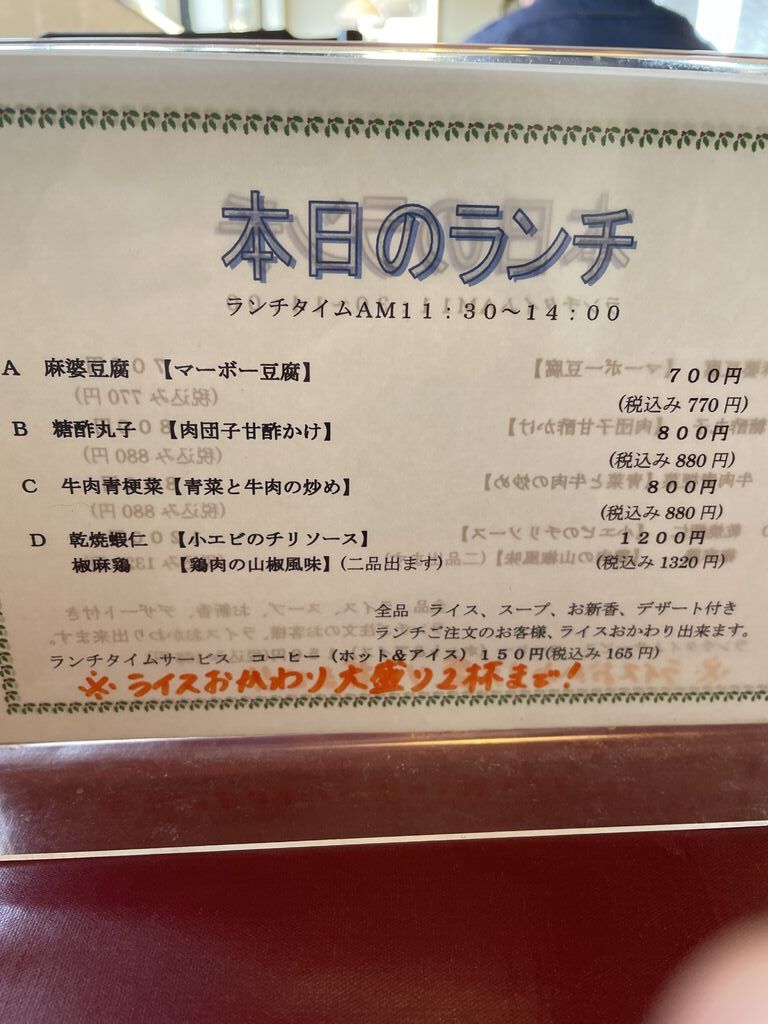 本日のランチ
ランチタイムAM11:30～14:00
A 麻婆豆腐 【マーボー豆腐】 700円
(税込み 770 円)
B 糖酢丸子 【肉団子甘酢かけ】 800円
(税込み 880 円)
C 牛肉青梗菜【青菜と牛肉の炒め】 800円
(税込み 880 円)
D 乾焼蝦仁 【小エビのチリソース】 1200円
椒麻鶏 【鶏肉の山椒風味】(二品出ます) (税込み 1320 円)
全品 ライス、スープ、お新香、デザート付き
ランチご注文のお客様、ライスおかわり出来ます。
ランチタイムサービス コーヒー (ホット＆アイス) 150円(税込み 165 円)
※ ライスおかわり大盛り2杯まで!